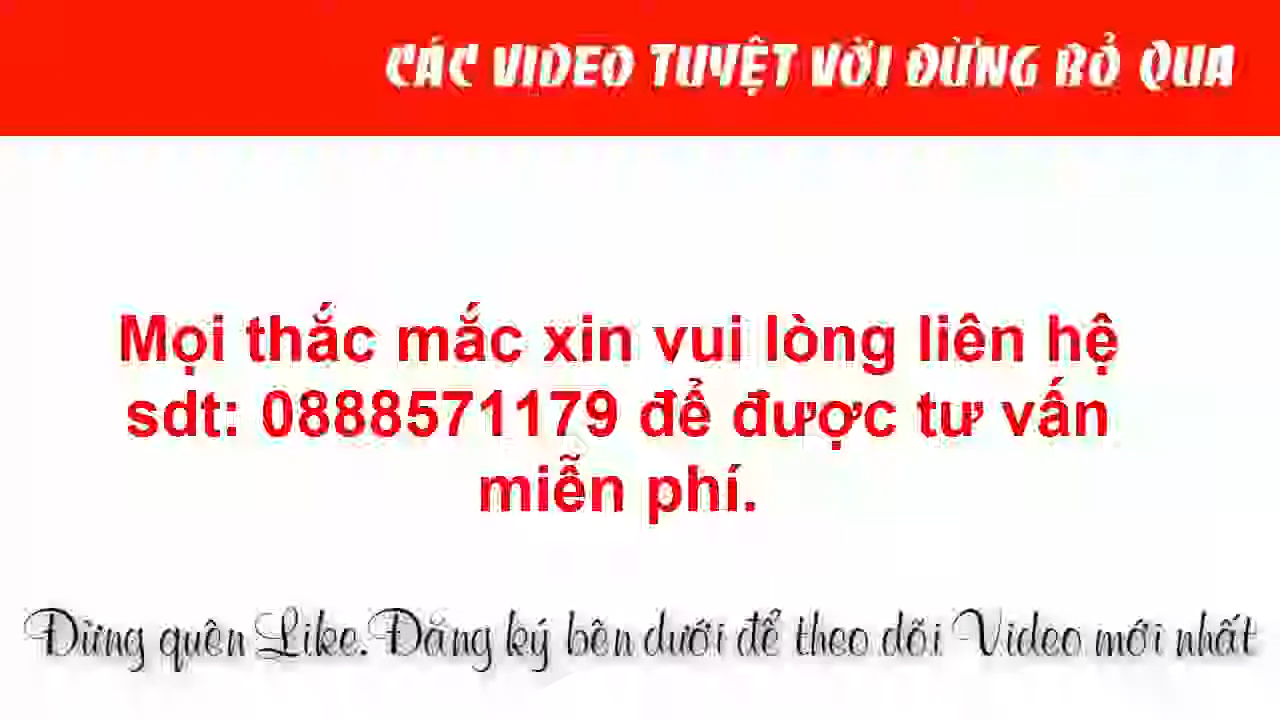 CÁC VIDEO TUYỆT VỜI ĐỪNG BỎ QUA
Mọi thắc mắc xin vui lòng liên hệ
sdt: 0888571179 để được tư vấn
miễn phí.
Đừng quên Like. Đăng ký bên dưới để theo dõi Video mới nhất